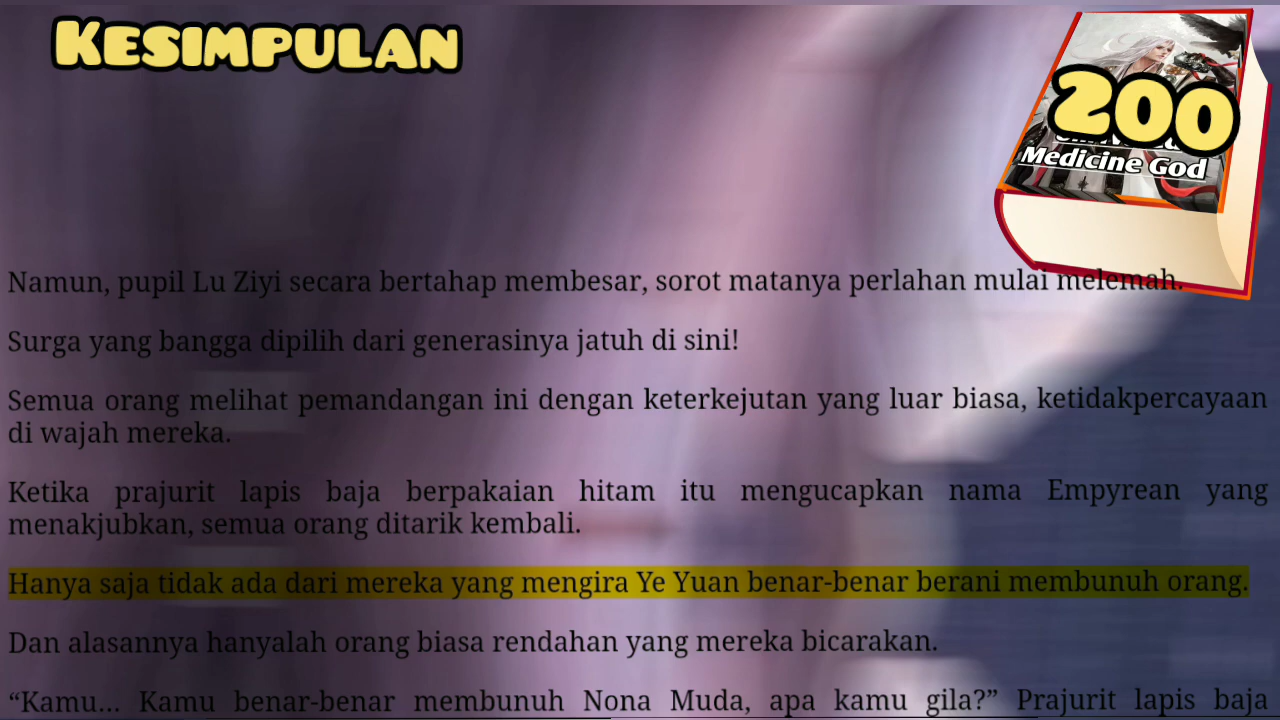 Kesimpulan
200
Medicine God
Namun, pupil Lu Ziyi secara bertahap membesar, sorot matanya perlahan mulai melemah.
Surga yang bangga dipilih dari generasinya jatuh di sini!
Semua orang melihat pemandangan ini dengan keterkejutan yang luar biasa, ketidakpercayaan
di wajah mereka.
Ketika prajurit lapis baja berpakaian hitam itu mengucapkan nama Empyrean yang
menakjubkan, semua orang ditarik kembali.
Hanya saja tidak ada dari mereka yang mengira Ye Yuan benar-benar berani membunuh orang.
Dan alasannya hanyalah orang biasa rendahan yang mereka bicarakan.
“Kamu... Kamu benar-benar membunuh Nona Muda, apa kamu gila?” Prajurit lapis baja